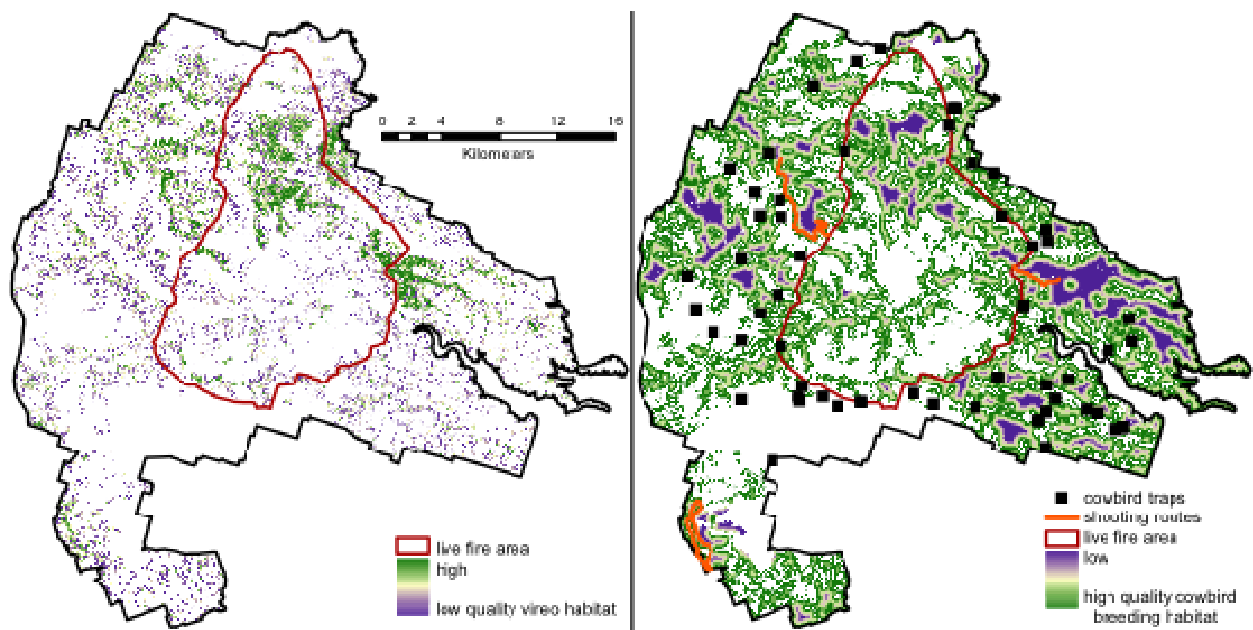 0 2 4 8 12 16
Kilometers
live fire area
high
low quality vireo habitat
cowbird traps
shooting routes
live fire area
low
high quality cowbird
breeding habitat